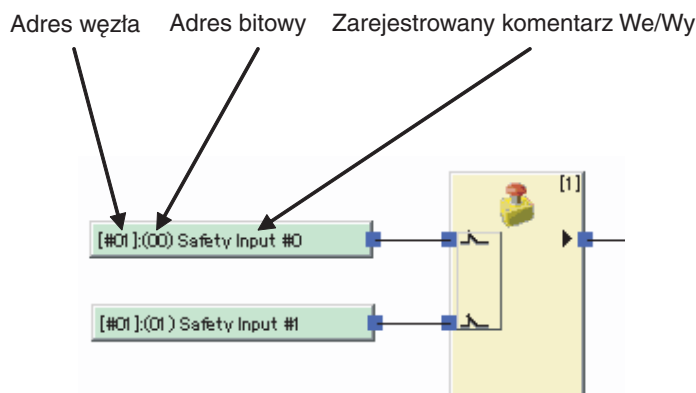 Adres węzła Adres bitowy Zarejestrowany komentarz We/Wy
[1]
[#01]:(00) Safety Input #0
[#01]:(01) Safety Input #1